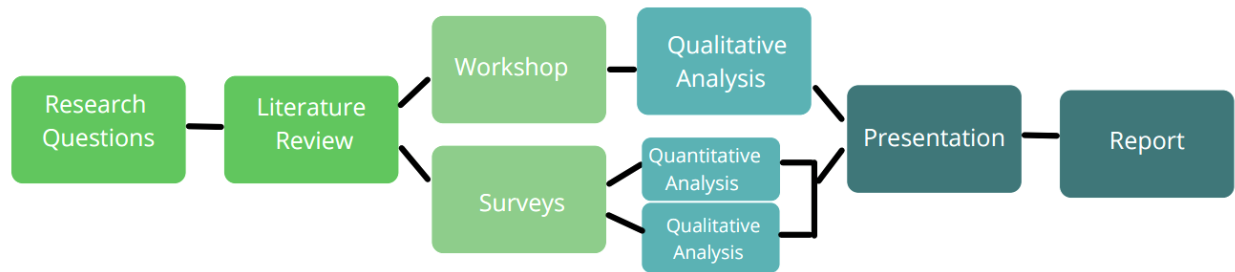 Research
Questions
Literature
Review
Workshop
Qualitative
Analysis
Surveys
Quantitative
Analysis
Qualitative
Analysis
Presentation
Report